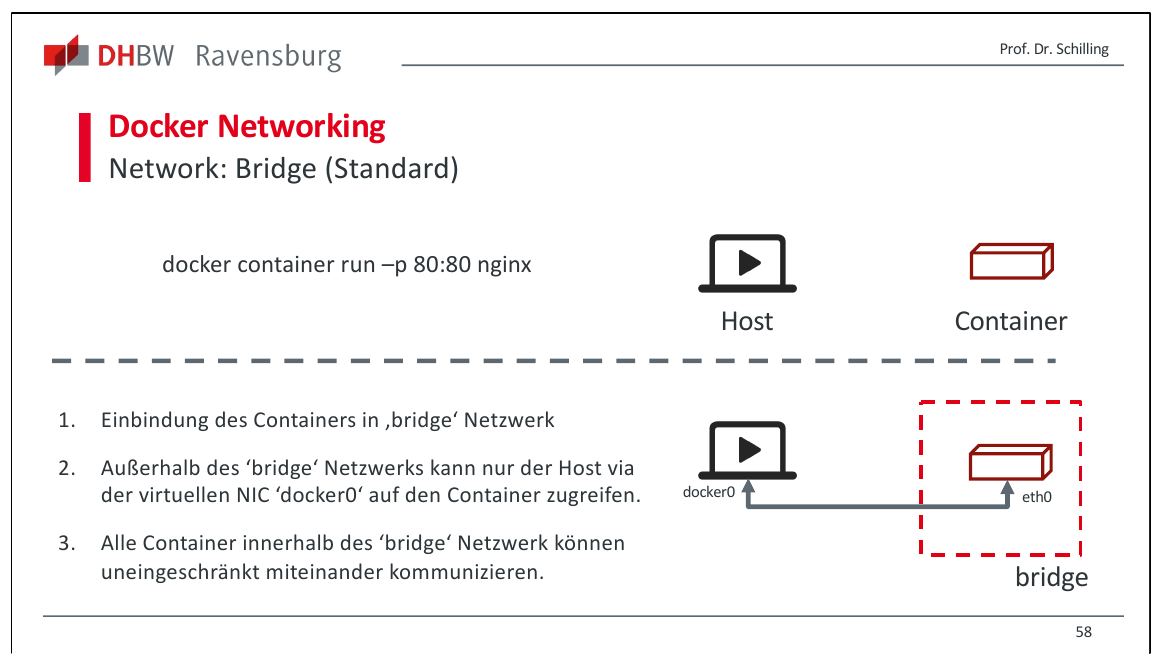 DHBW Ravensburg
Prof. Dr. Schilling
Docker Networking
Network: Bridge (Standard)
docker container run –p 80:80 nginx
Host
Container
1. Einbindung des Containers in ‚bridge‘ Netzwerk
2. Außerhalb des ‘bridge‘ Netzwerks kann nur der Host via
der virtuellen NIC ‘docker0‘ auf den Container zugreifen.
3. Alle Container innerhalb des ‘bridge‘ Netzwerk können
uneingeschränkt miteinander kommunizieren.
docker0
eth0
bridge
58